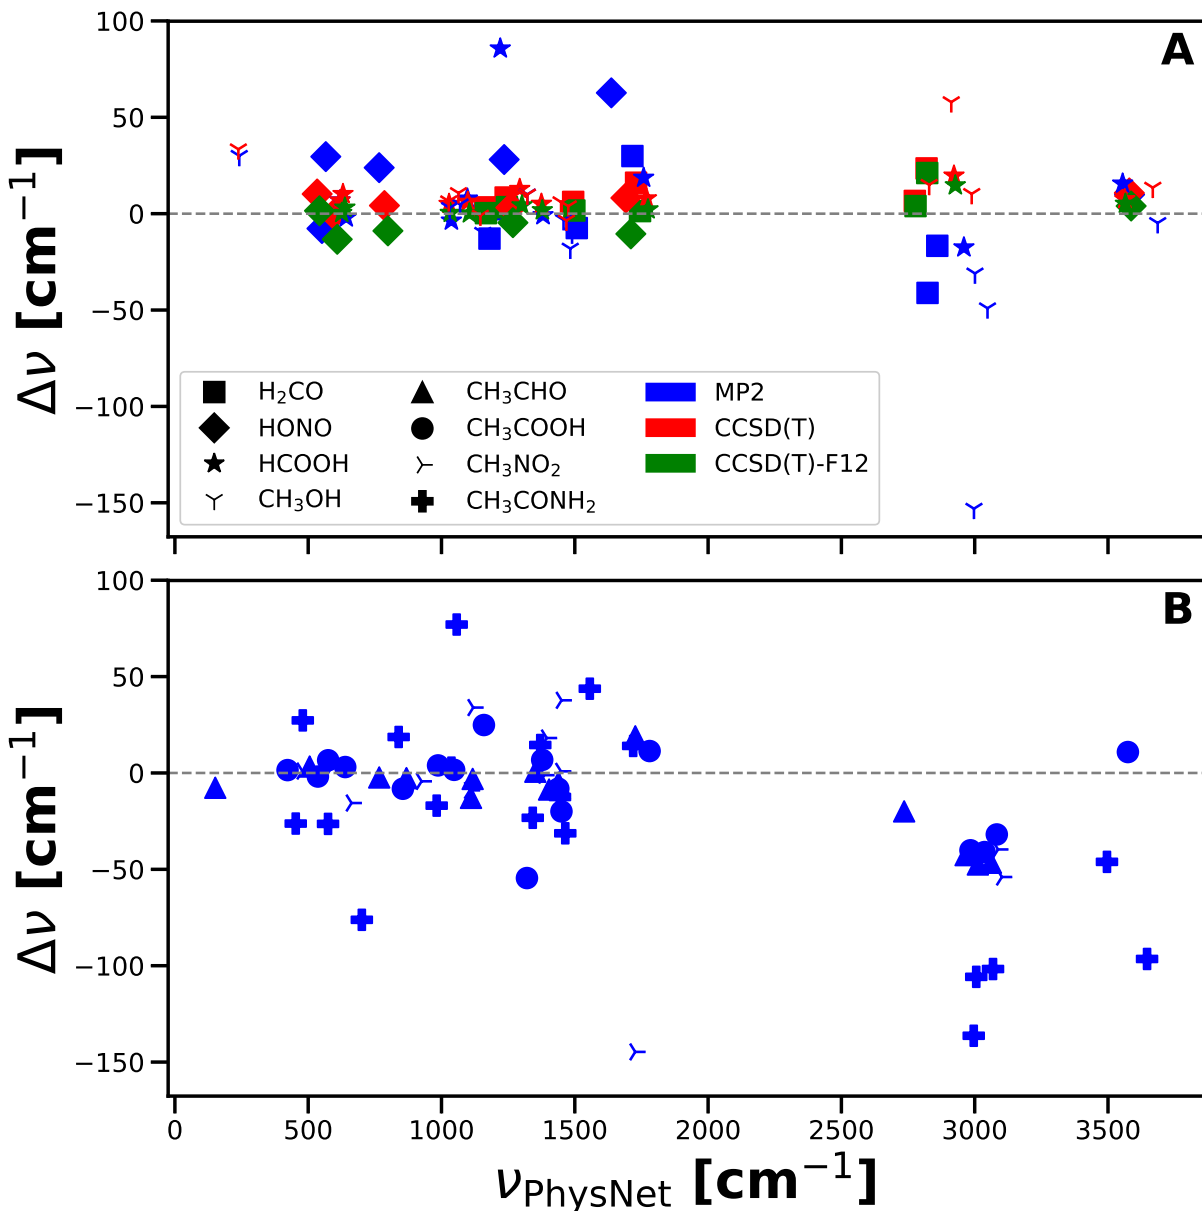 A
100
50
0
−50
−100
−150
Δν [cm⁻¹]
H₂CO CH₃CHO MP2
HONO CH₃COOH CCSD(T)
HCOOH CH₃NO₂ CCSD(T)-F12
CH₃OH CH₃CONH₂
B
100
50
0
−50
−100
−150
Δν [cm⁻¹]
0 500 1000 1500 2000 2500 3000 3500
νPhysNet [cm⁻¹]